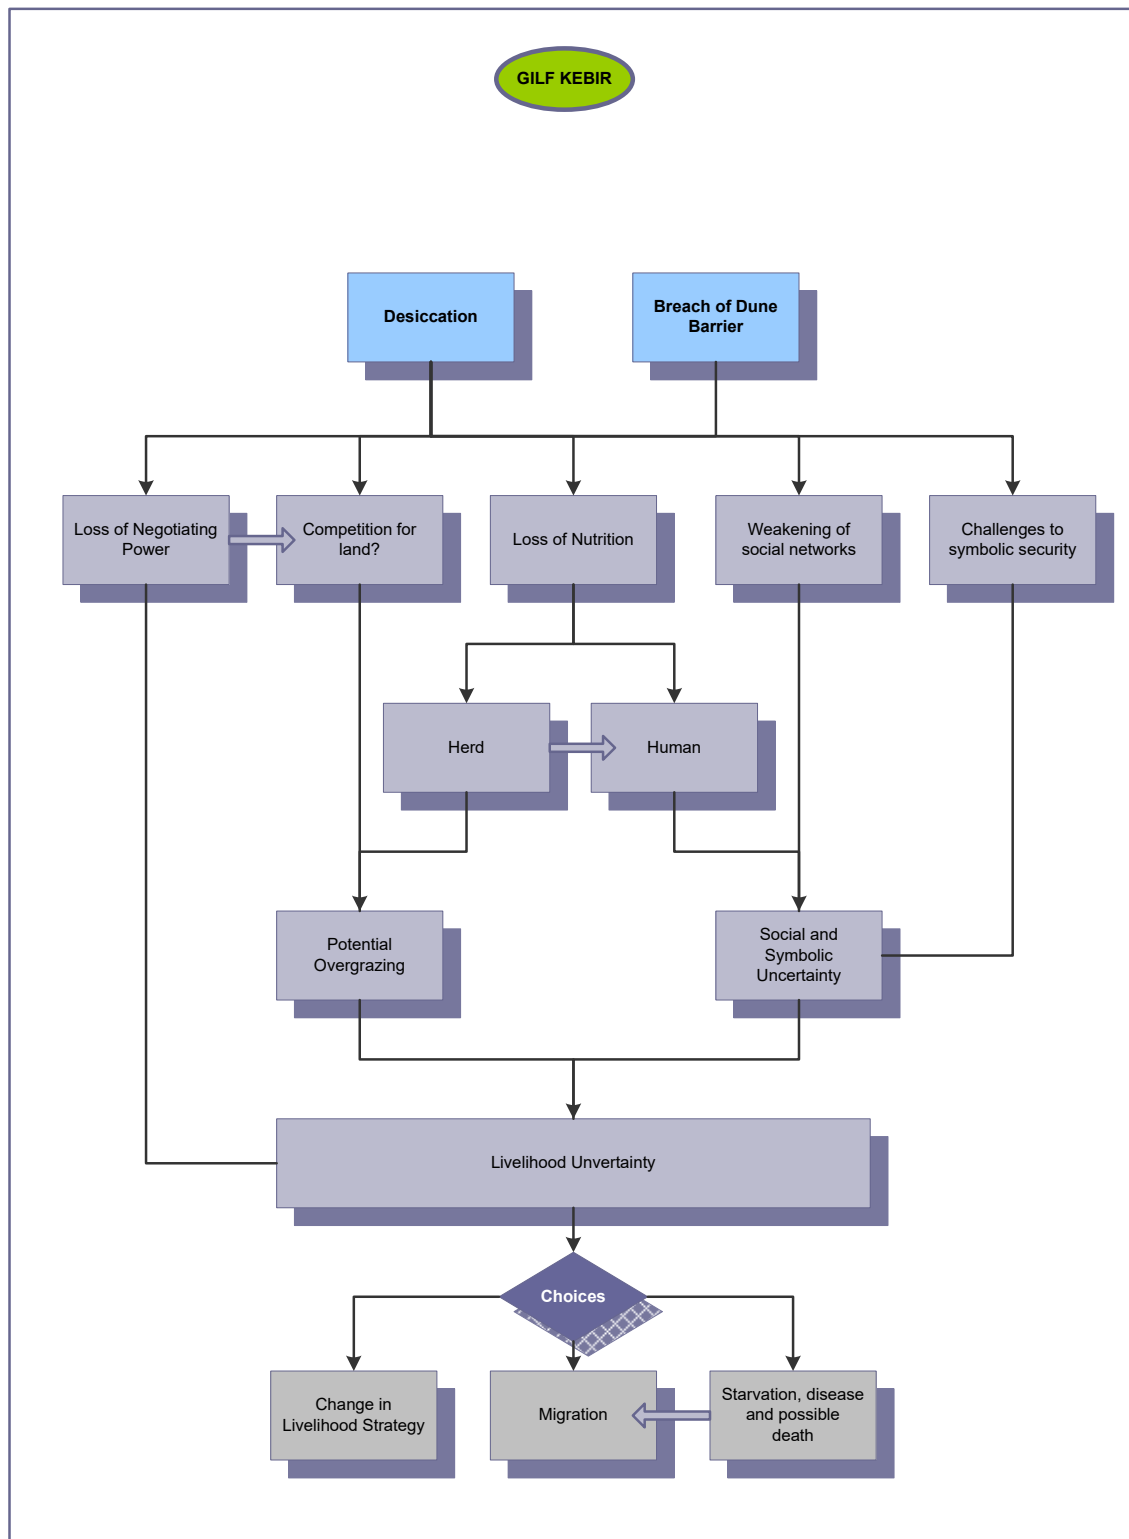 GILF KEBIR
Desiccation
Breach of Dune
Barrier
Loss of Negotiating
Power
Competition for
land?
Loss of Nutrition
Weakening of
social networks
Challenges to
symbolic security
Herd
Human
Potential
Overgrazing
Social and
Symbolic
Uncertainty
Livelihood Unvertainty
Choices
Change in
Livelihood Strategy
Migration
Starvation, disease
and possible
death